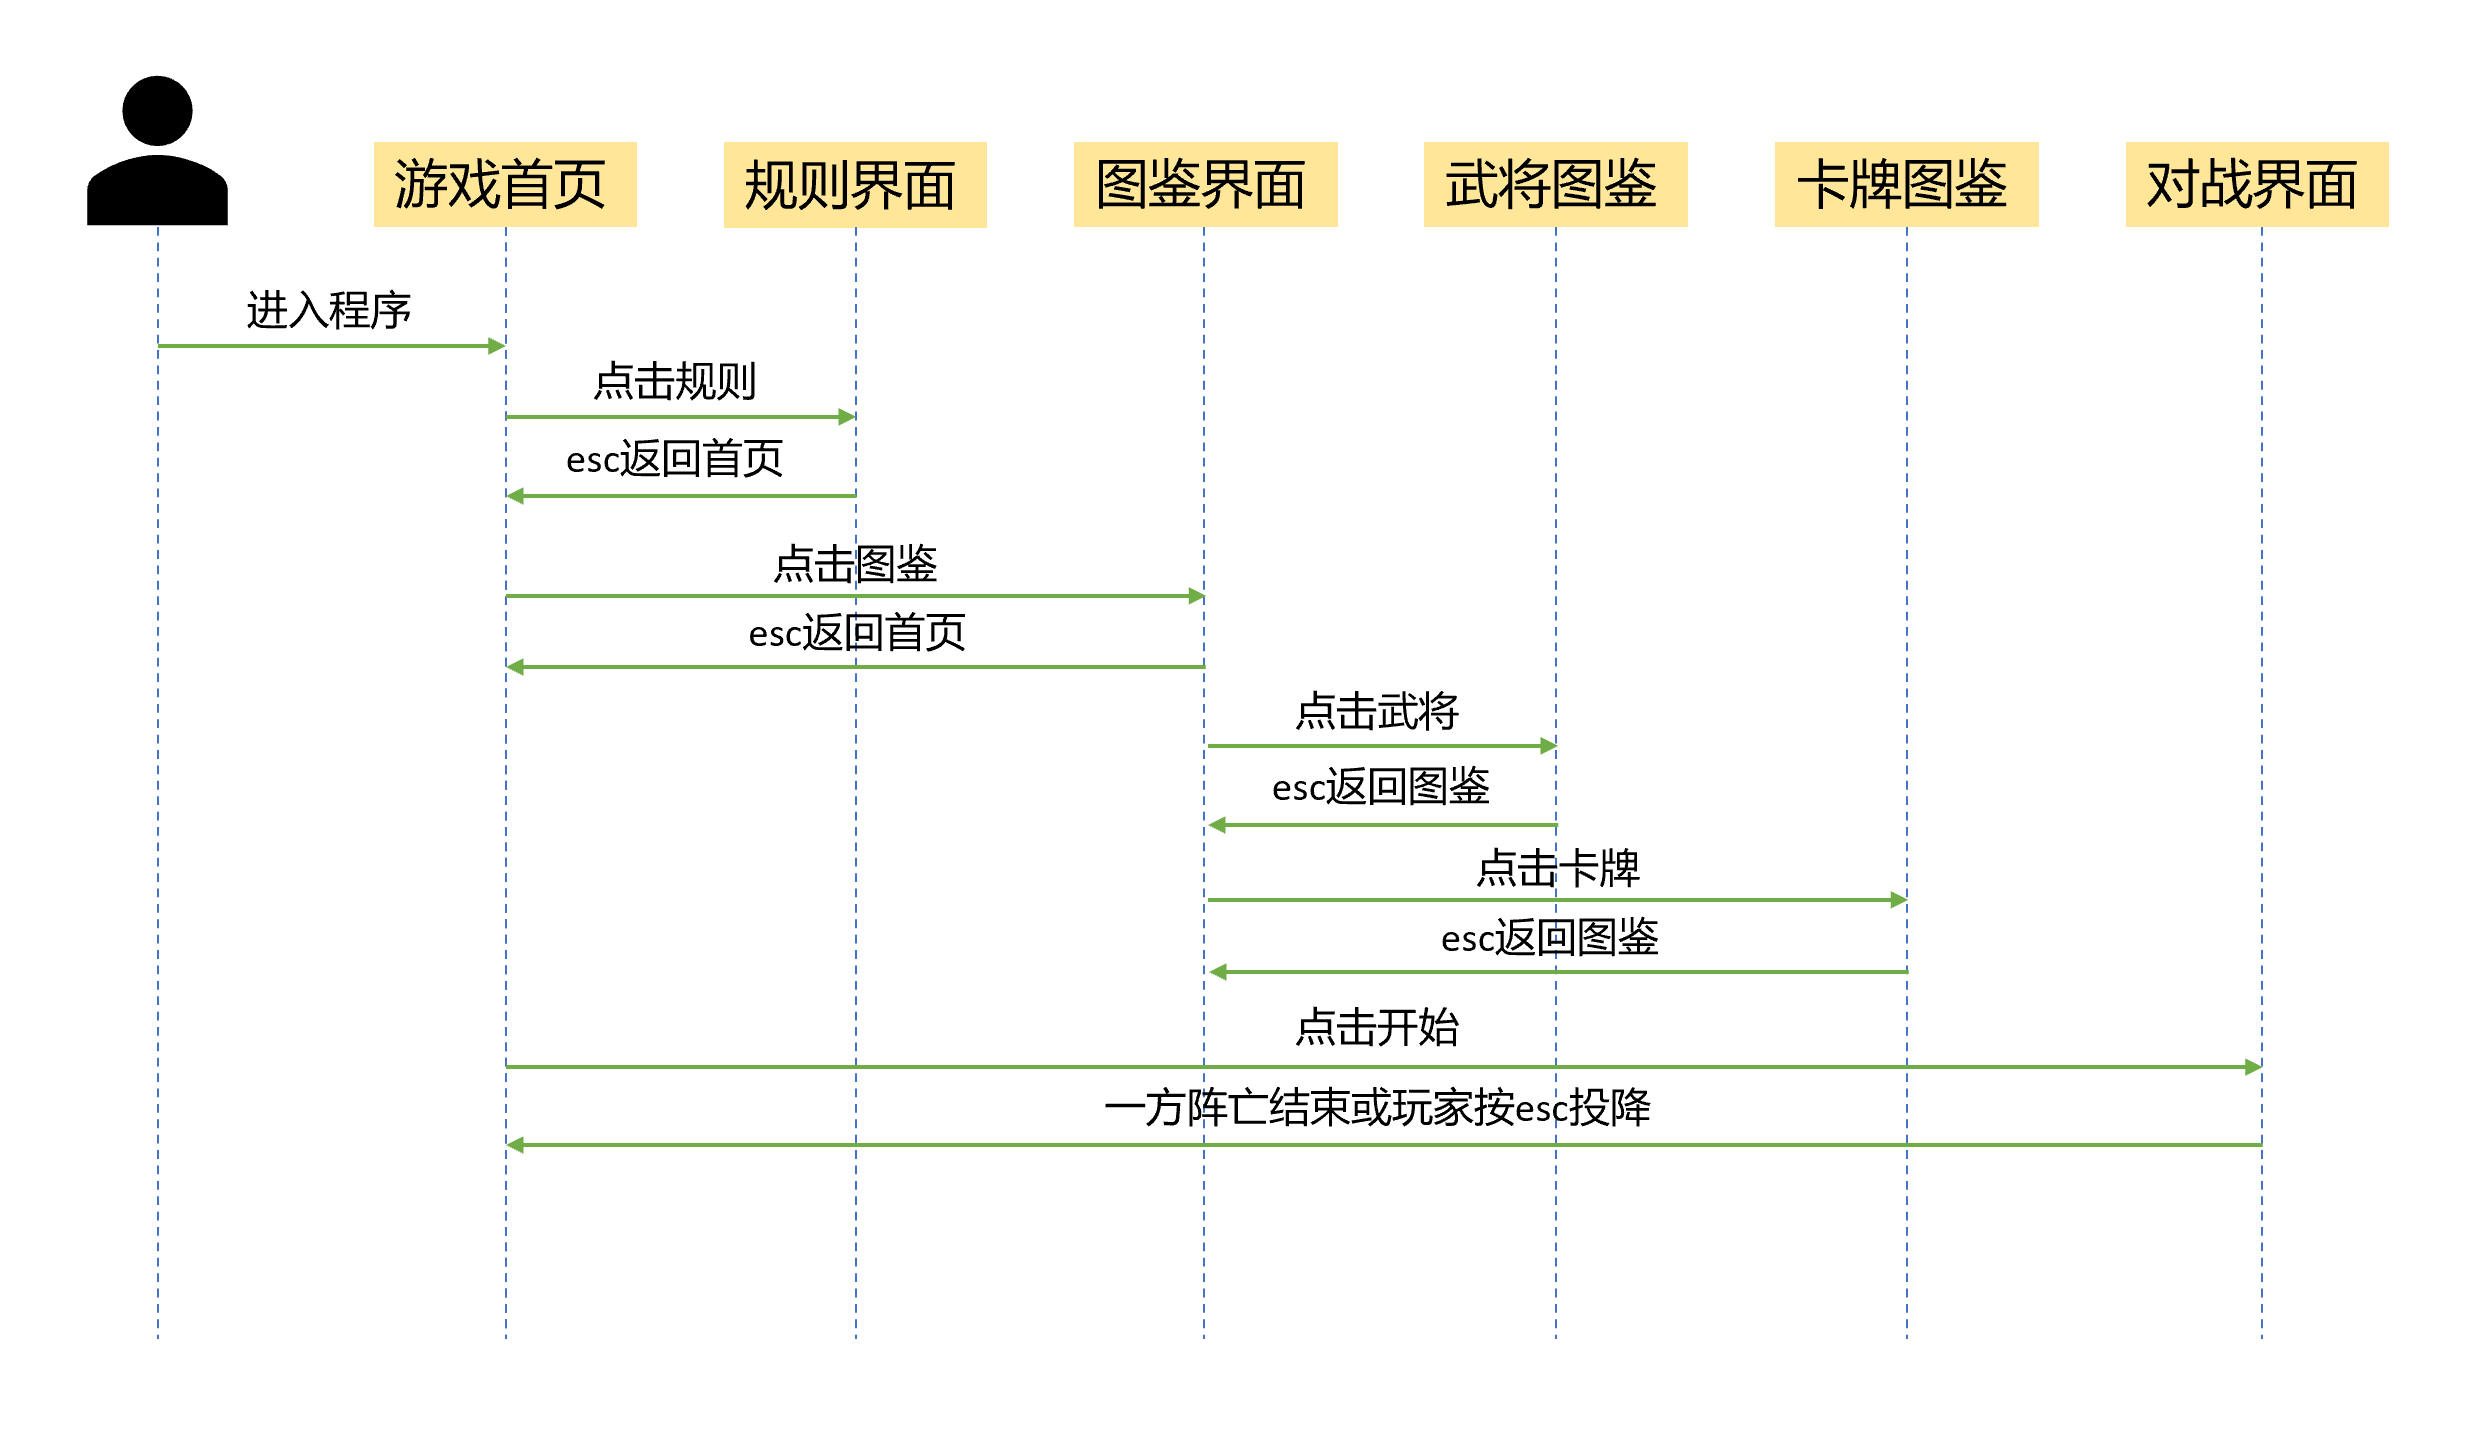 游戏首页
规则界面
图鉴界面
武将图鉴
卡牌图鉴
对战界面
进入程序
点击规则
esc返回首页
点击图鉴
esc返回首页
点击武将
esc返回图鉴
点击卡牌
esc返回图鉴
点击开始
一方阵亡结束或玩家按esc投降